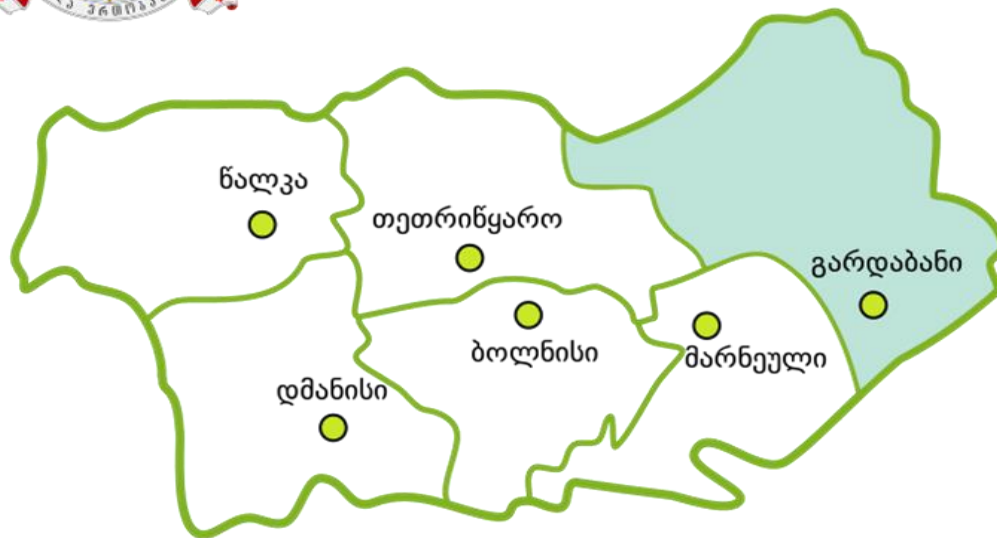 წალკა
თეთრიწყარო
გარდაბანი
ბოლნისი
მარნეული
დმანისი